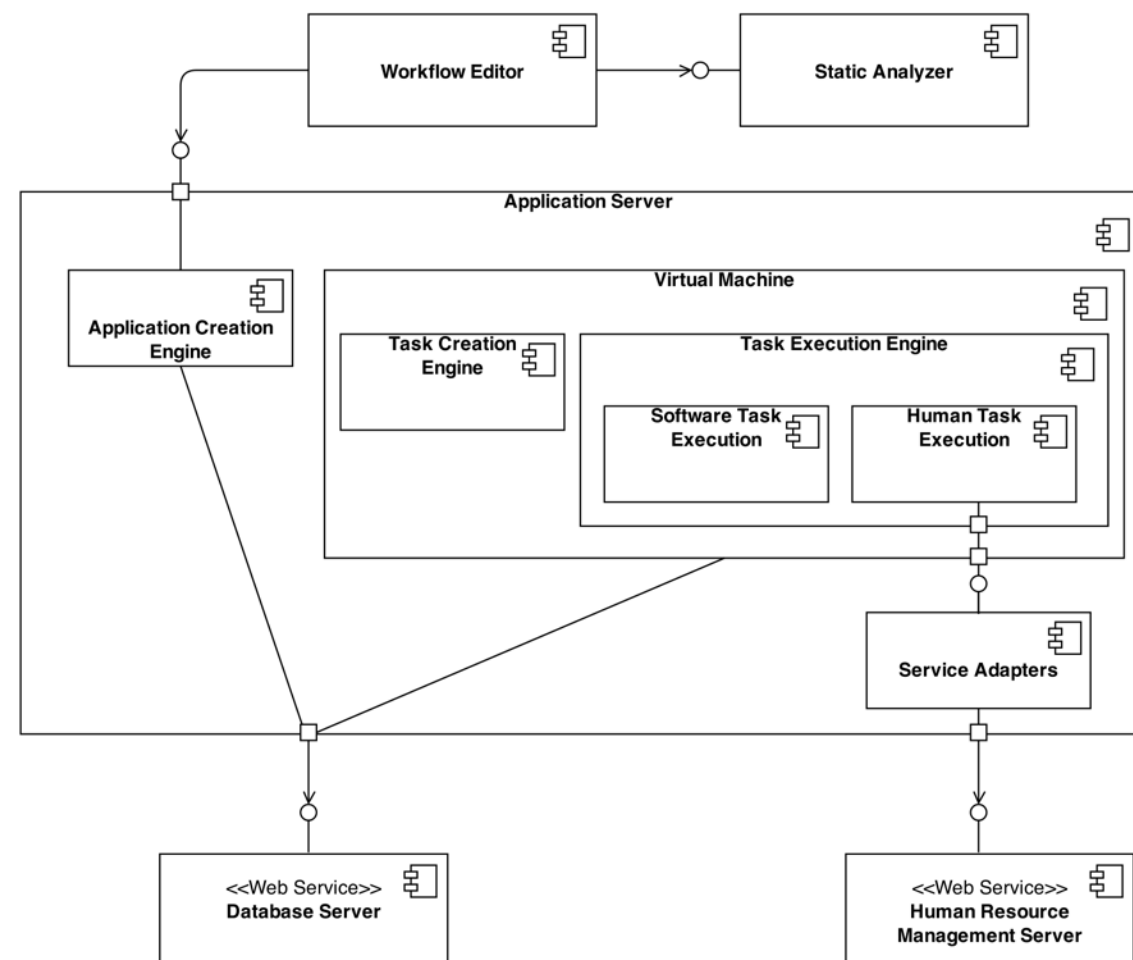 Workflow Editor
Static Analyzer
Application Server
Application Creation
Engine
Virtual Machine
Task Creation
Engine
Task Execution Engine
Software Task
Execution
Human Task
Execution
Service Adapters
<<Web Service>>
Database Server
<<Web Service>>
Human Resource
Management Server